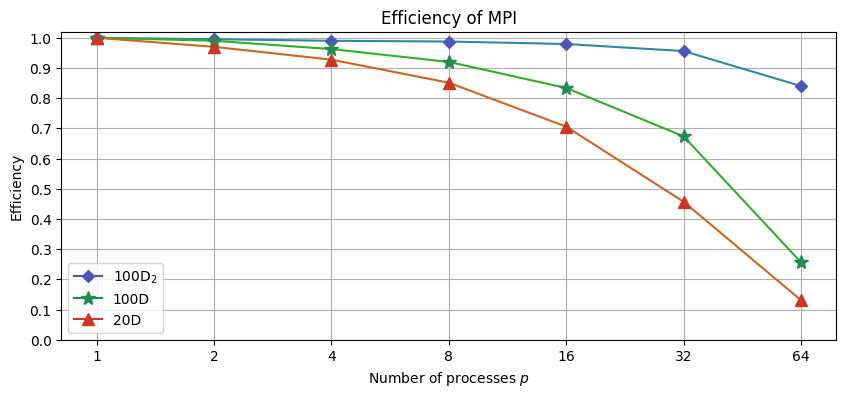 Efficiency of MPI
Efficiency
1.0
0.9
0.8
0.7
0.6
0.5
0.4
0.3
0.2
0.1
0.0
100D₂
100D
20D
1 2 4 8 16 32 64
Number of processes p